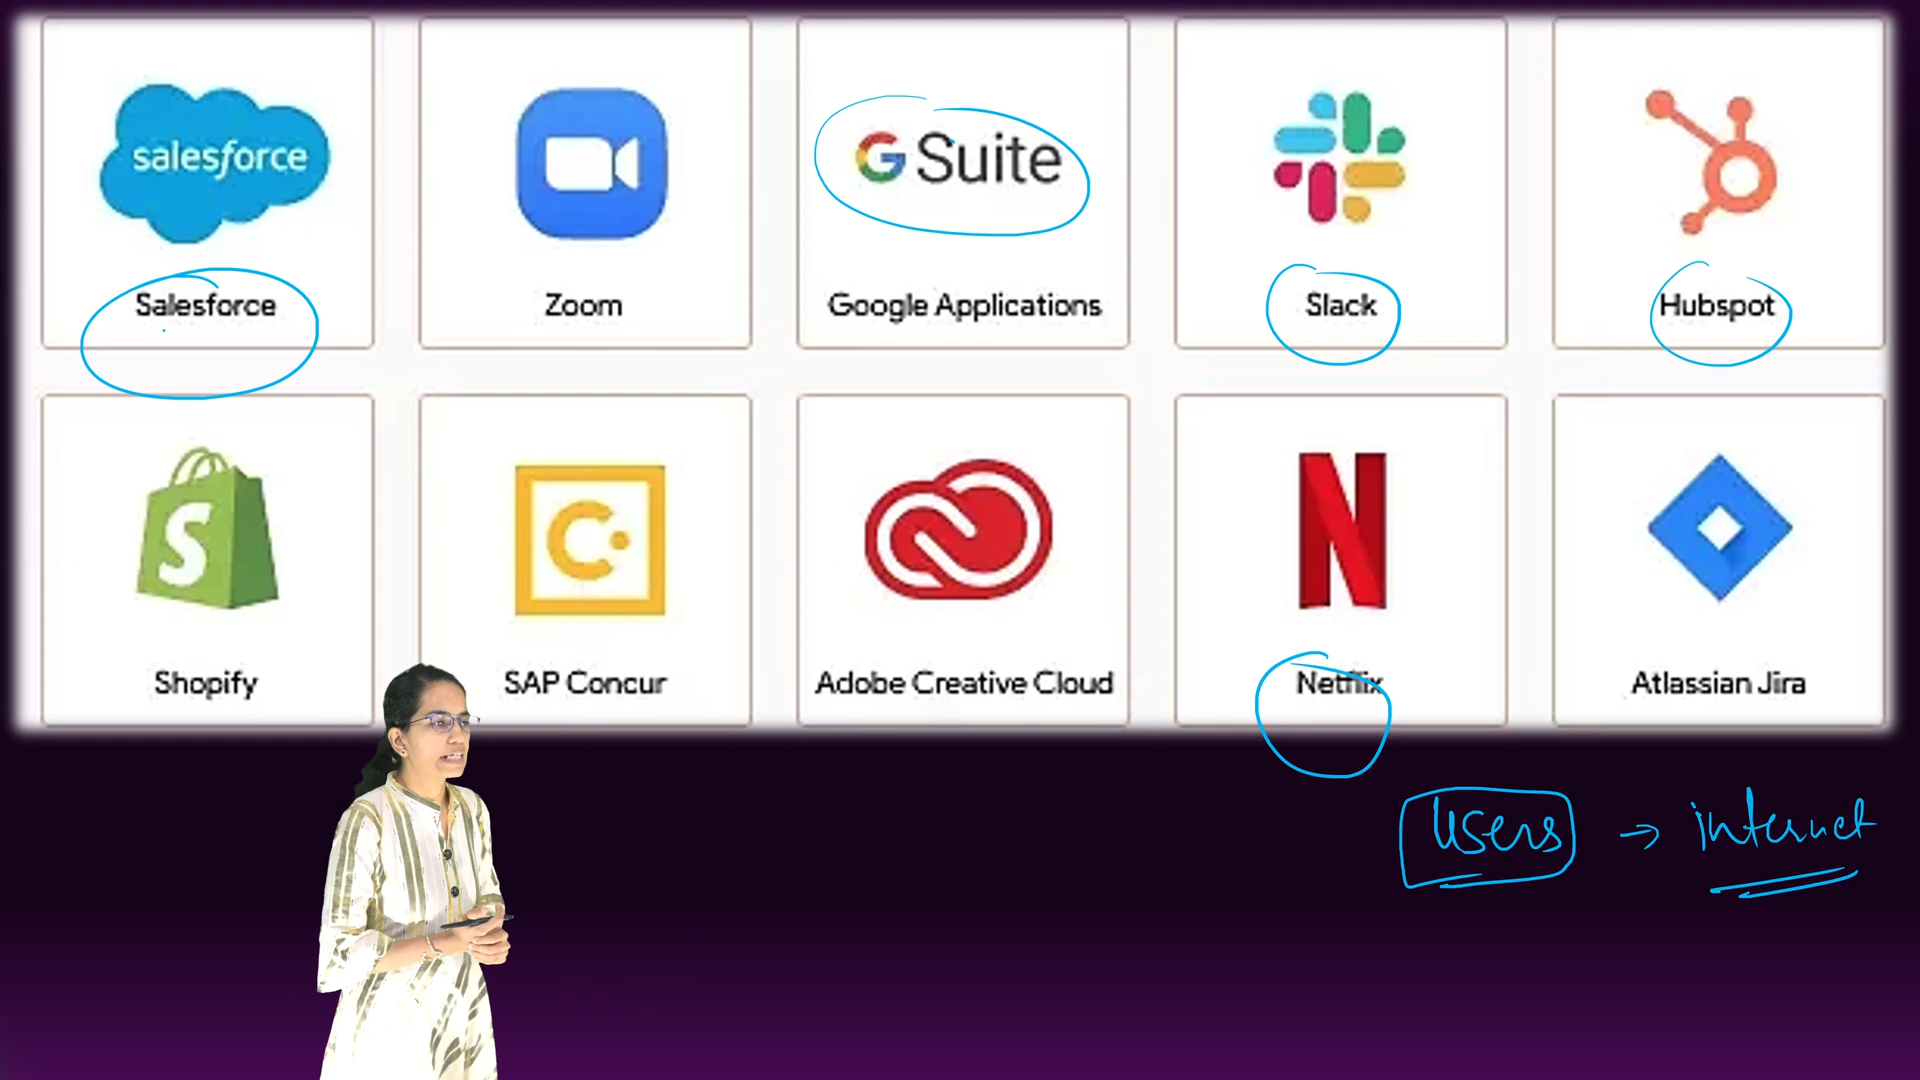 salesforce
G Suite
Salesforce
Zoom
Google Applications
Slack
Hubspot
S
C
N
Shopify
SAP Concur
Adobe Creative Cloud
Netflix
Atlassian Jira
users → internet